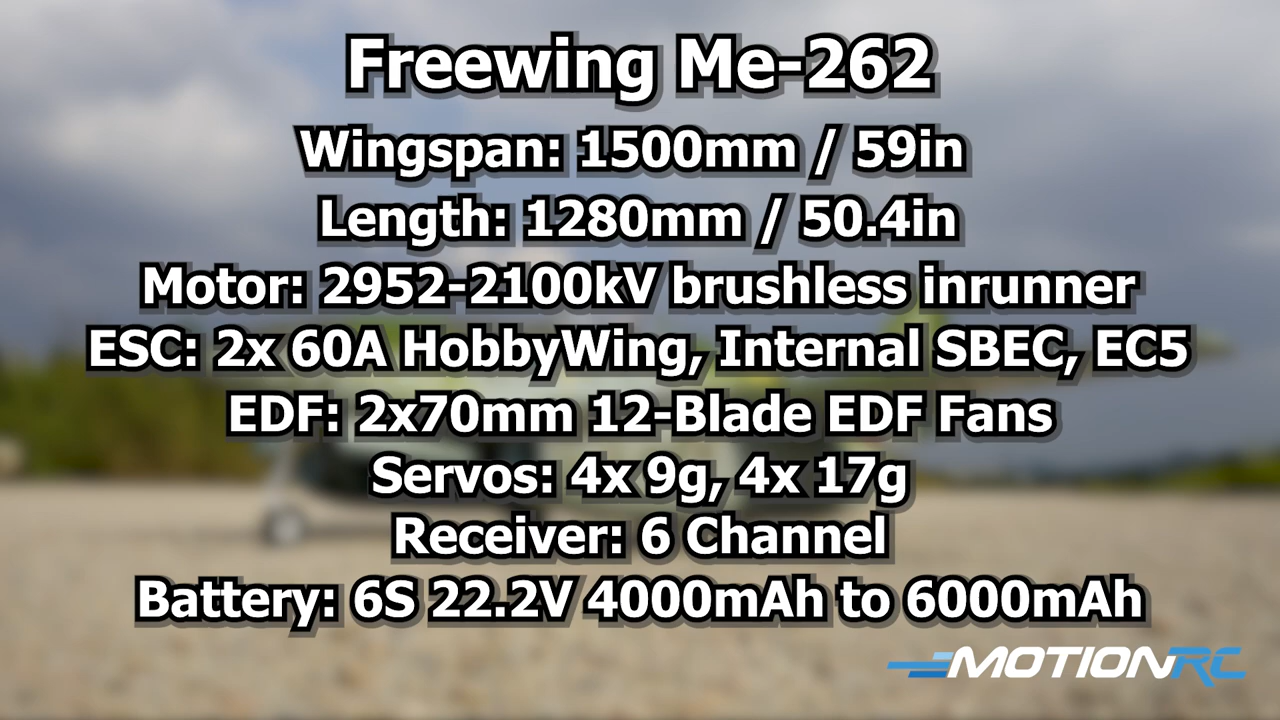 Freewing Me-262
Wingspan: 1500mm / 59in
Length: 1280mm / 50.4in
Motor: 2952-2100kV brushless inrunner
ESC: 2x 60A HobbyWing, Internal SBEC, EC5
EDF: 2x70mm 12-Blade EDF Fans
Servos: 4x 9g, 4x 17g
Receiver: 6 Channel
Battery: 6S 22.2V 4000mAh to 6000mAh
MOTIONRC